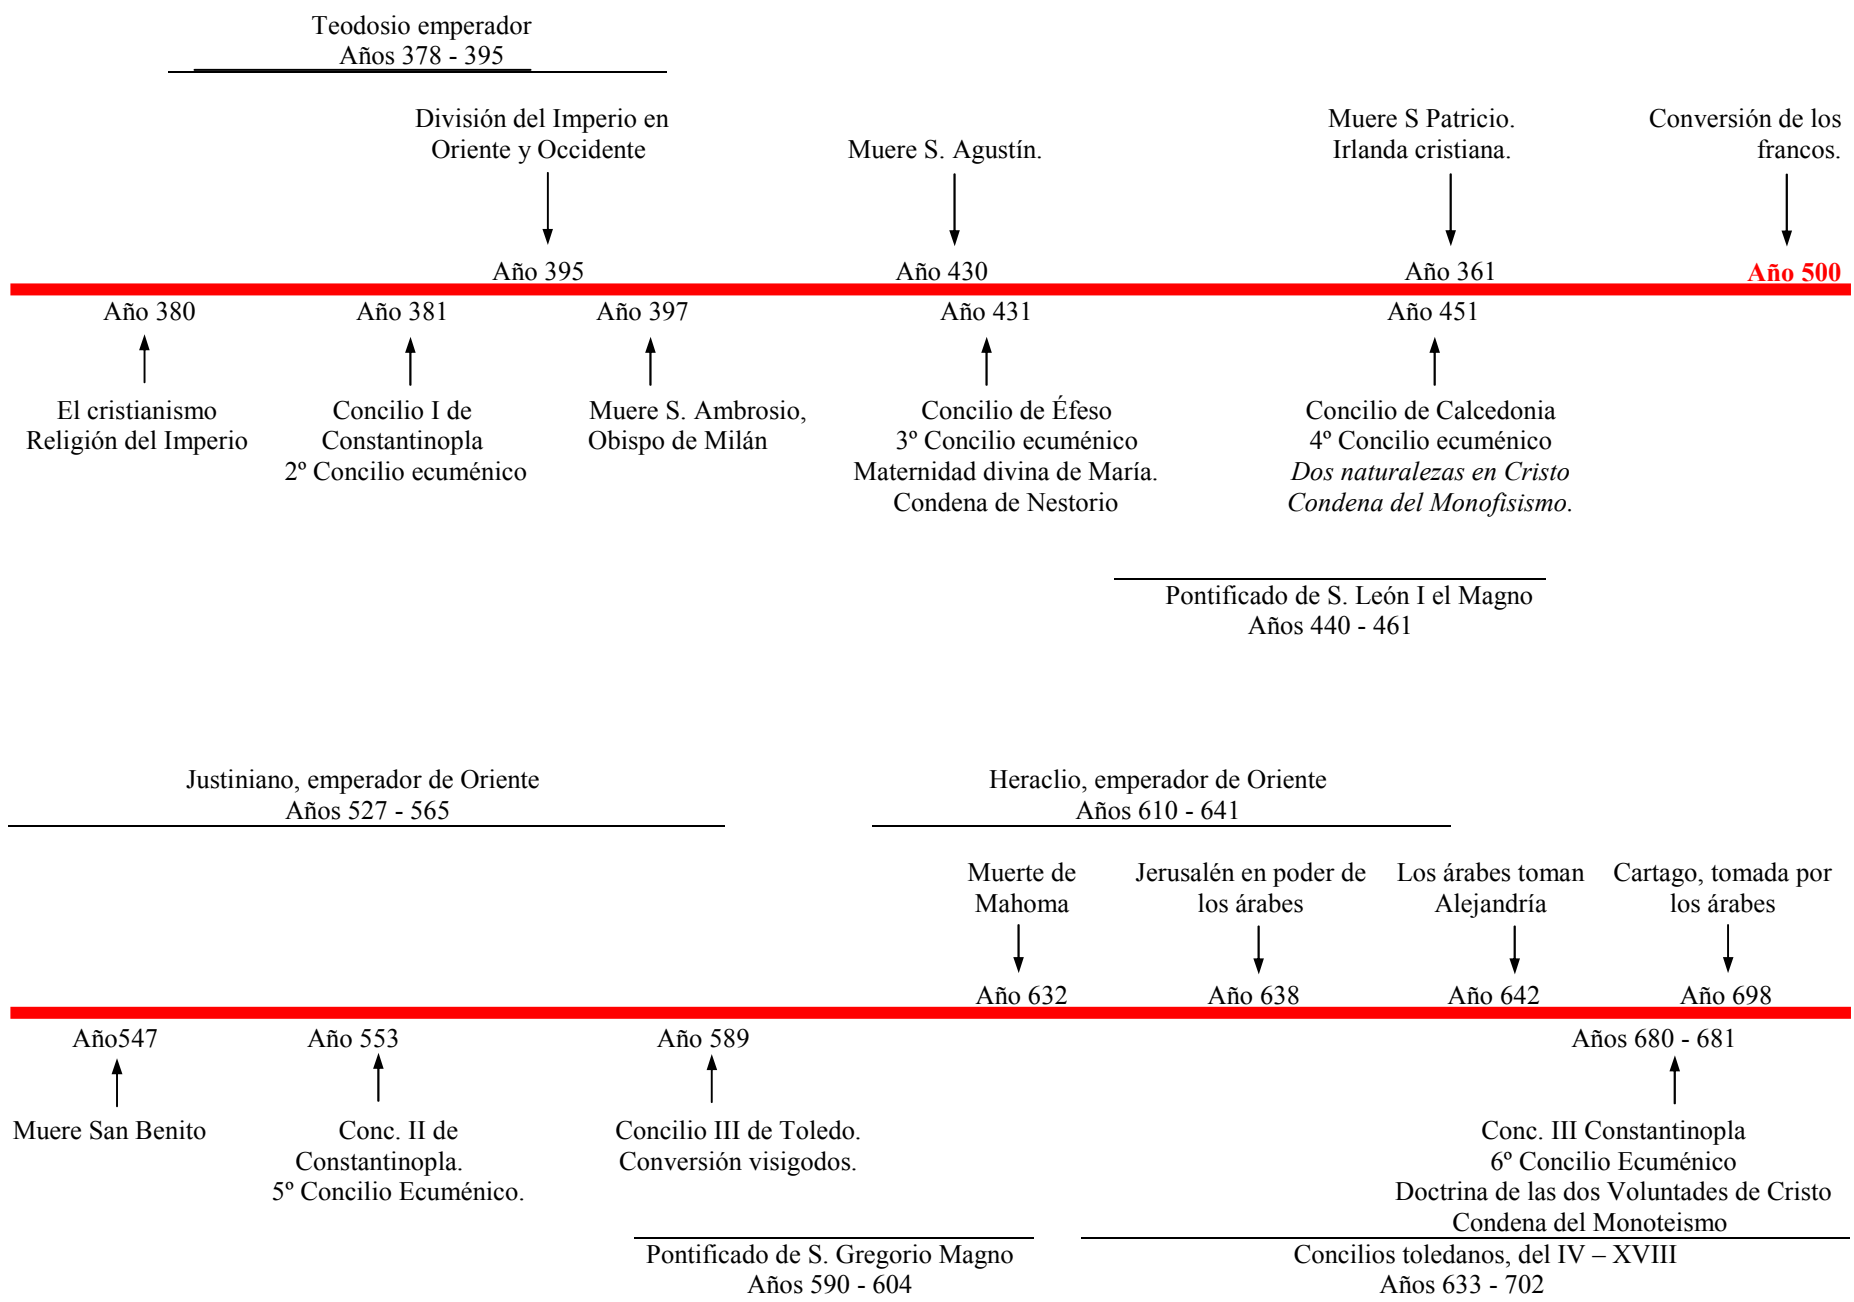 Teodosio emperador
Años 378 - 395
División del Imperio en
Oriente y Occidente
Muere S. Agustín.
Muere S Patricio.
Irlanda cristiana.
Conversión de los
francos.
Año 395
Año 430
Año 361
Año 500
Año 380
Año 381
Año 397
Año 431
Año 451
El cristianismo
Religión del Imperio
Concilio I de
Constantinopla
2º Concilio ecuménico
Muere S. Ambrosio,
Obispo de Milán
Concilio de Éfeso
3º Concilio ecuménico
Maternidad divina de María.
Condena de Nestorio
Concilio de Calcedonia
4º Concilio ecuménico
Dos naturalezas en Cristo
Condena del Monofisismo.
Pontificado de S. León I el Magno
Años 440 - 461
Justiniano, emperador de Oriente
Años 527 - 565
Heraclio, emperador de Oriente
Años 610 - 641
Muerte de
Mahoma
Jerusalén en poder de
los árabes
Los árabes toman
Alejandría
Cartago, tomada por
los árabes
Año 632
Año 638
Año 642
Año 698
Año547
Año 553
Año 589
Años 680 - 681
Muere San Benito
Conc. II de
Constantinopla.
5º Concilio Ecuménico.
Concilio III de Toledo.
Conversión visigodos.
Conc. III Constantinopla
6º Concilio Ecuménico
Doctrina de las dos Voluntades de Cristo
Condena del Monoteismo
Pontificado de S. Gregorio Magno
Años 590 - 604
Concilios toledanos, del IV – XVIII
Años 633 - 702